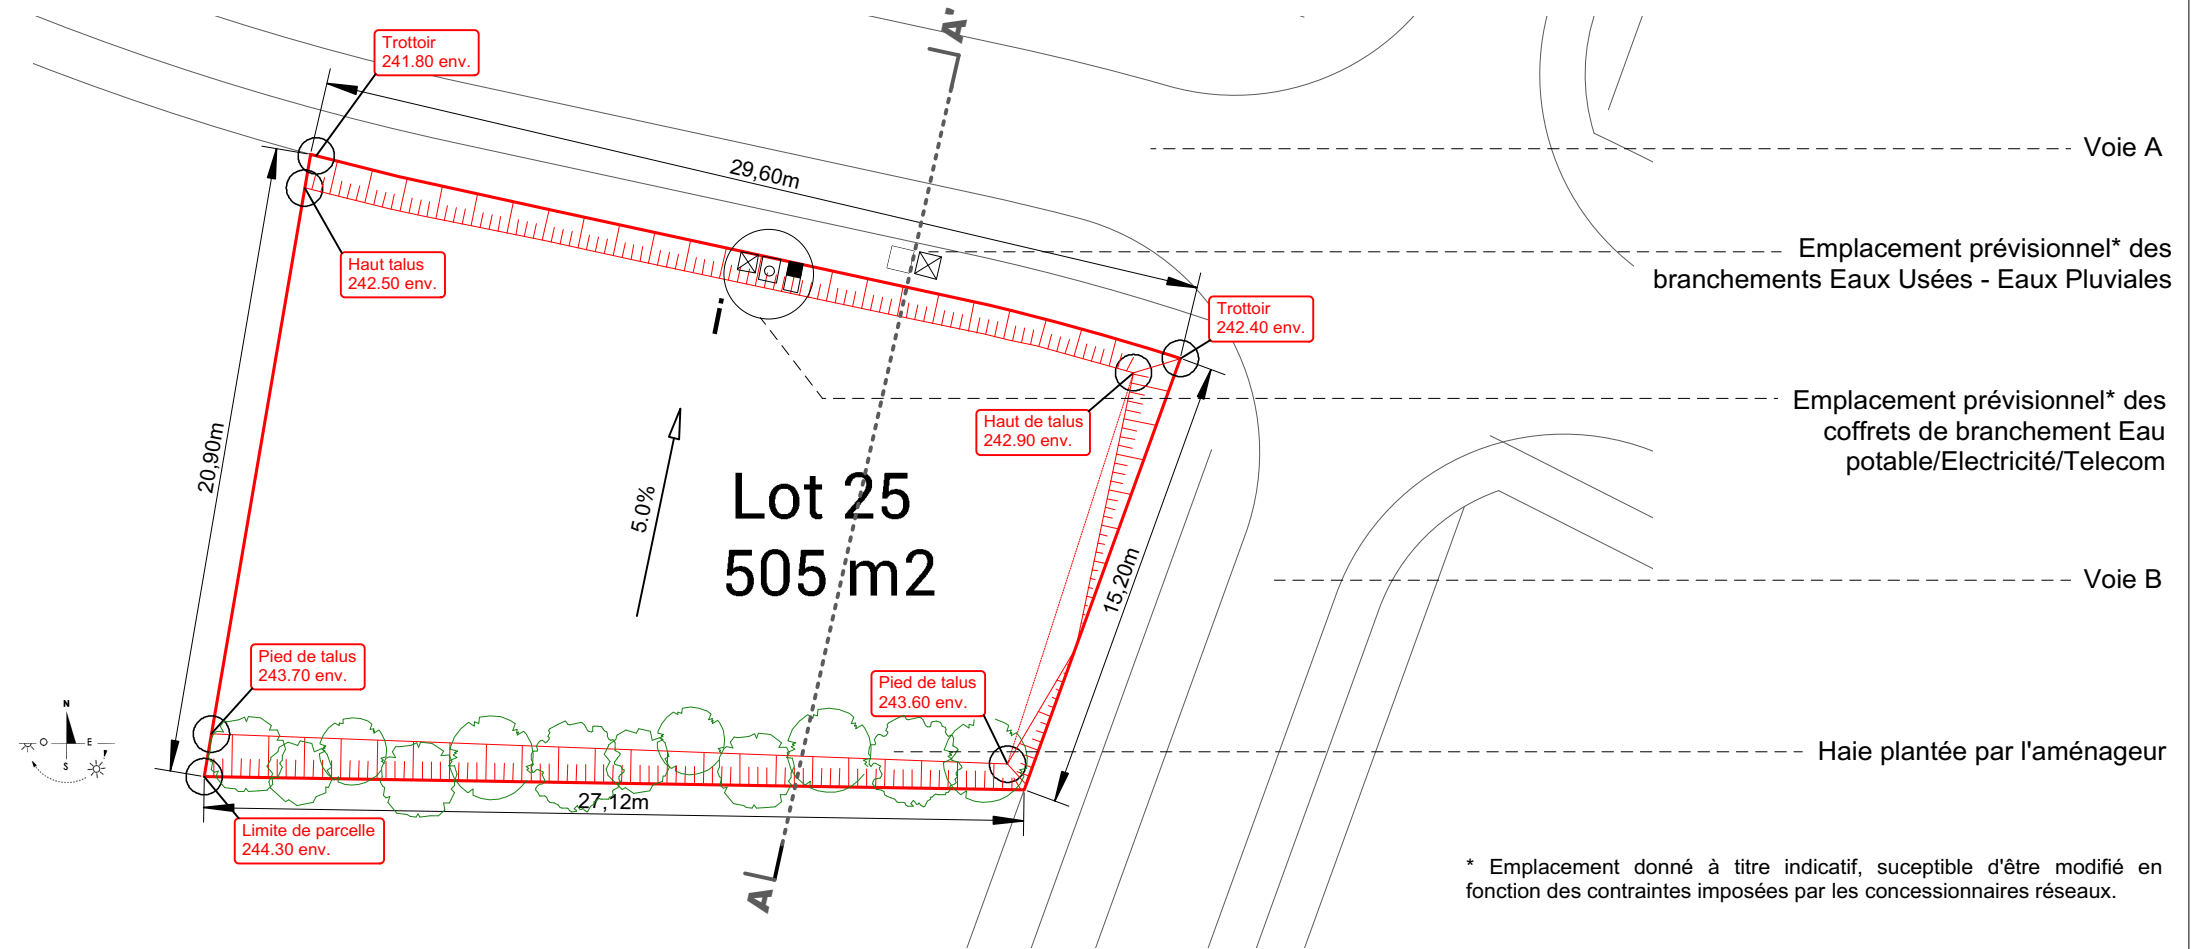 A'
Trottoir
241.80 env.
29,60m
Voie A
Emplacement prévisionnel* des
branchements Eaux Usées - Eaux Pluviales
Haut talus
242.50 env.
Trottoir
242.40 env.
Haut de talus
242.90 env.
Emplacement prévisionnel* des
coffrets de branchement Eau
potable/Electricité/Telecom
20,90m
5.0%
Lot 25
505 m2
15,20m
Voie B
Pied de talus
243.70 env.
Pied de talus
243.60 env.
N
O
E
S
Haie plantée par l'aménageur
27,12m
Limite de parcelle
244.30 env.
A
* Emplacement donné à titre indicatif, suceptible d'être modifié en
fonction des contraintes imposées par les concessionnaires réseaux.